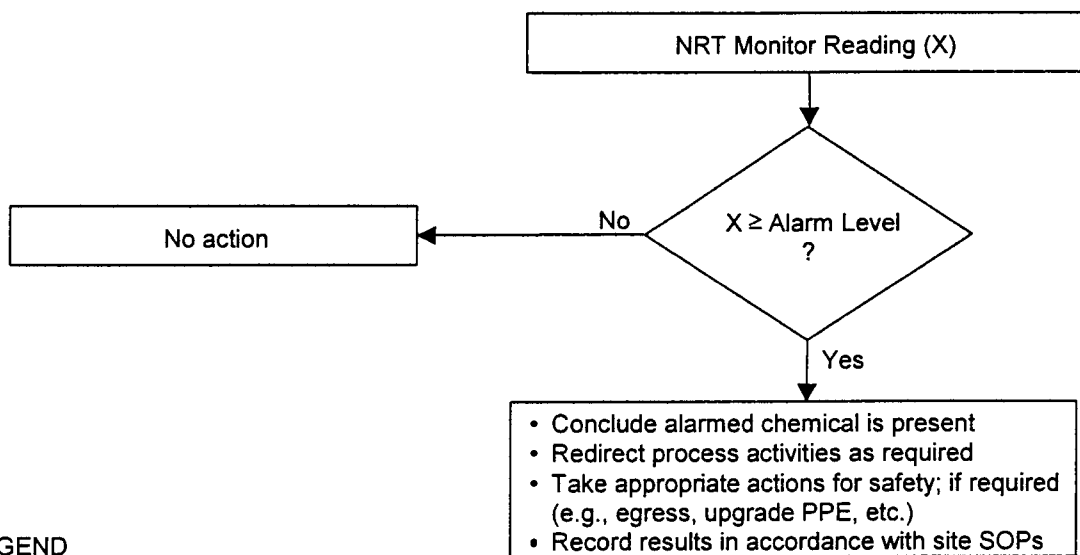 NRT Monitor Reading (X)
No
X ≥ Alarm Level
?
No action
Yes
• Conclude alarmed chemical is present
• Redirect process activities as required
• Take appropriate actions for safety; if required
(e.g., egress, upgrade PPE, etc.)
• Record results in accordance with site SOPs
GEND